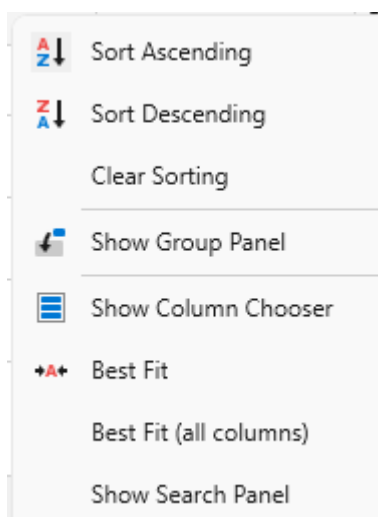 Sort Ascending
Sort Descending
Clear Sorting
Show Group Panel
Show Column Chooser
Best Fit
Best Fit (all columns)
Show Search Panel